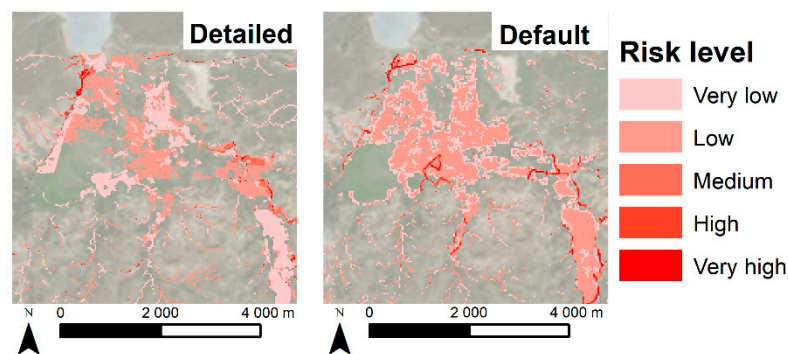 Detailed
Default
Risk level
Very low
Low
Medium
High
Very high
N
0 2 000 4 000 m
N
0 2 000 4 000 m